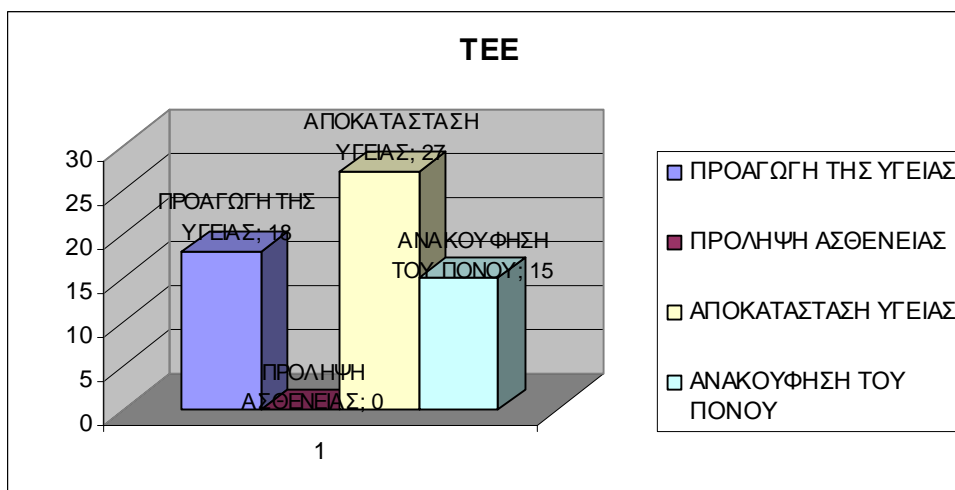 ΤΕΕ
ΑΠΟΚΑΤΑΣΤΑΣΗ
ΥΓΕΙΑΣ; 27
ΠΡΟΑΓΩΓΗ ΤΗΣ
ΥΓΕΙΑΣ; 18
ΑΝΑΚΟΥΦΗΣΗ
ΤΟΥ ΠΟΝΟΥ; 15
ΠΡΟΛΗΨΗ
ΑΣΘΕΝΕΙΑΣ; 0
30
25
20
15
10
5
0
1
ΠΡΟΑΓΩΓΗ ΤΗΣ ΥΓΕΙΑΣ
ΠΡΟΛΗΨΗ ΑΣΘΕΝΕΙΑΣ
ΑΠΟΚΑΤΑΣΤΑΣΗ ΥΓΕΙΑΣ
ΑΝΑΚΟΥΦΗΣΗ ΤΟΥ
ΠΟΝΟΥ